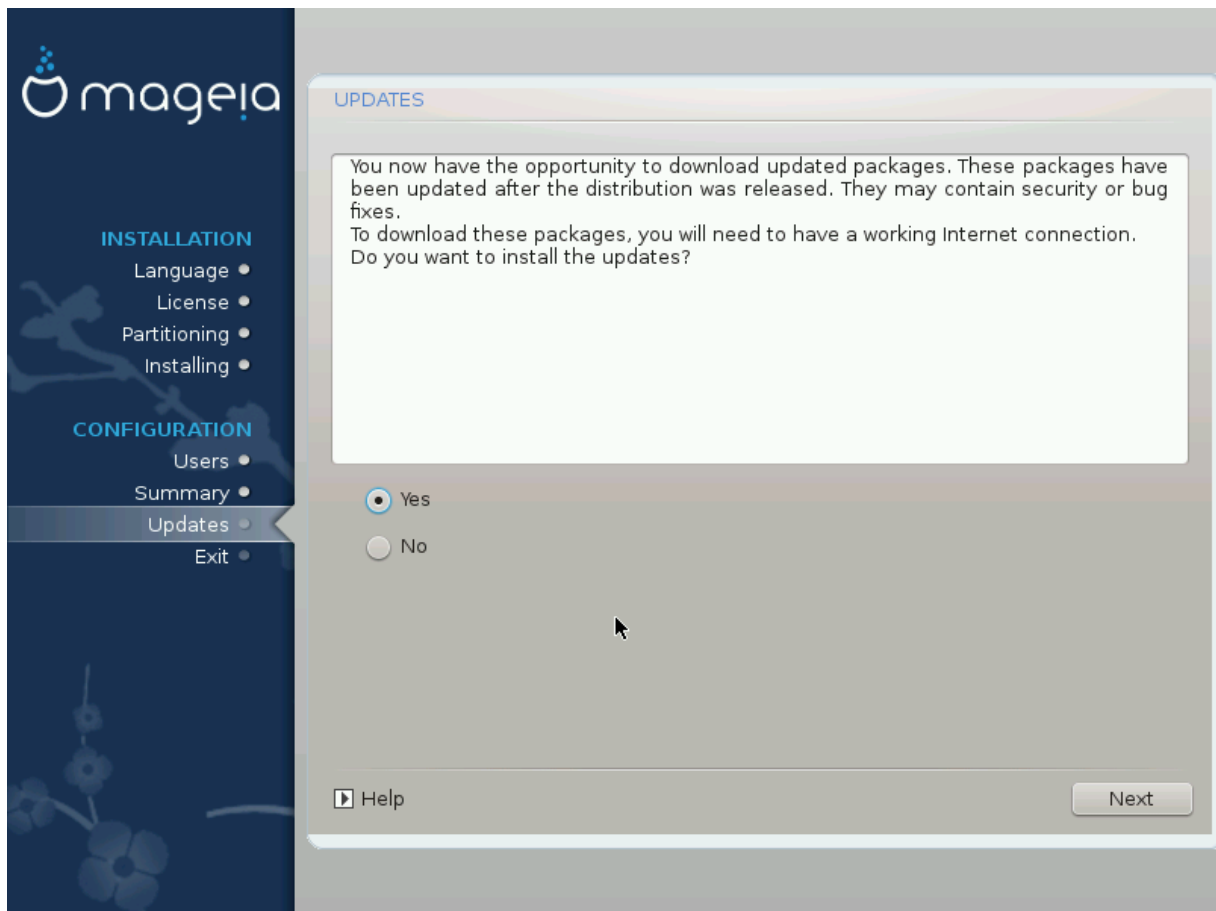 mageia
INSTALLATION
Language
License
Partitioning
Installing
CONFIGURATION
Users
Summary
Updates
Exit
UPDATES
You now have the opportunity to download updated packages. These packages have
been updated after the distribution was released. They may contain security or bug
fixes.
To download these packages, you will need to have a working Internet connection.
Do you want to install the updates?
Yes
No
Help
Next